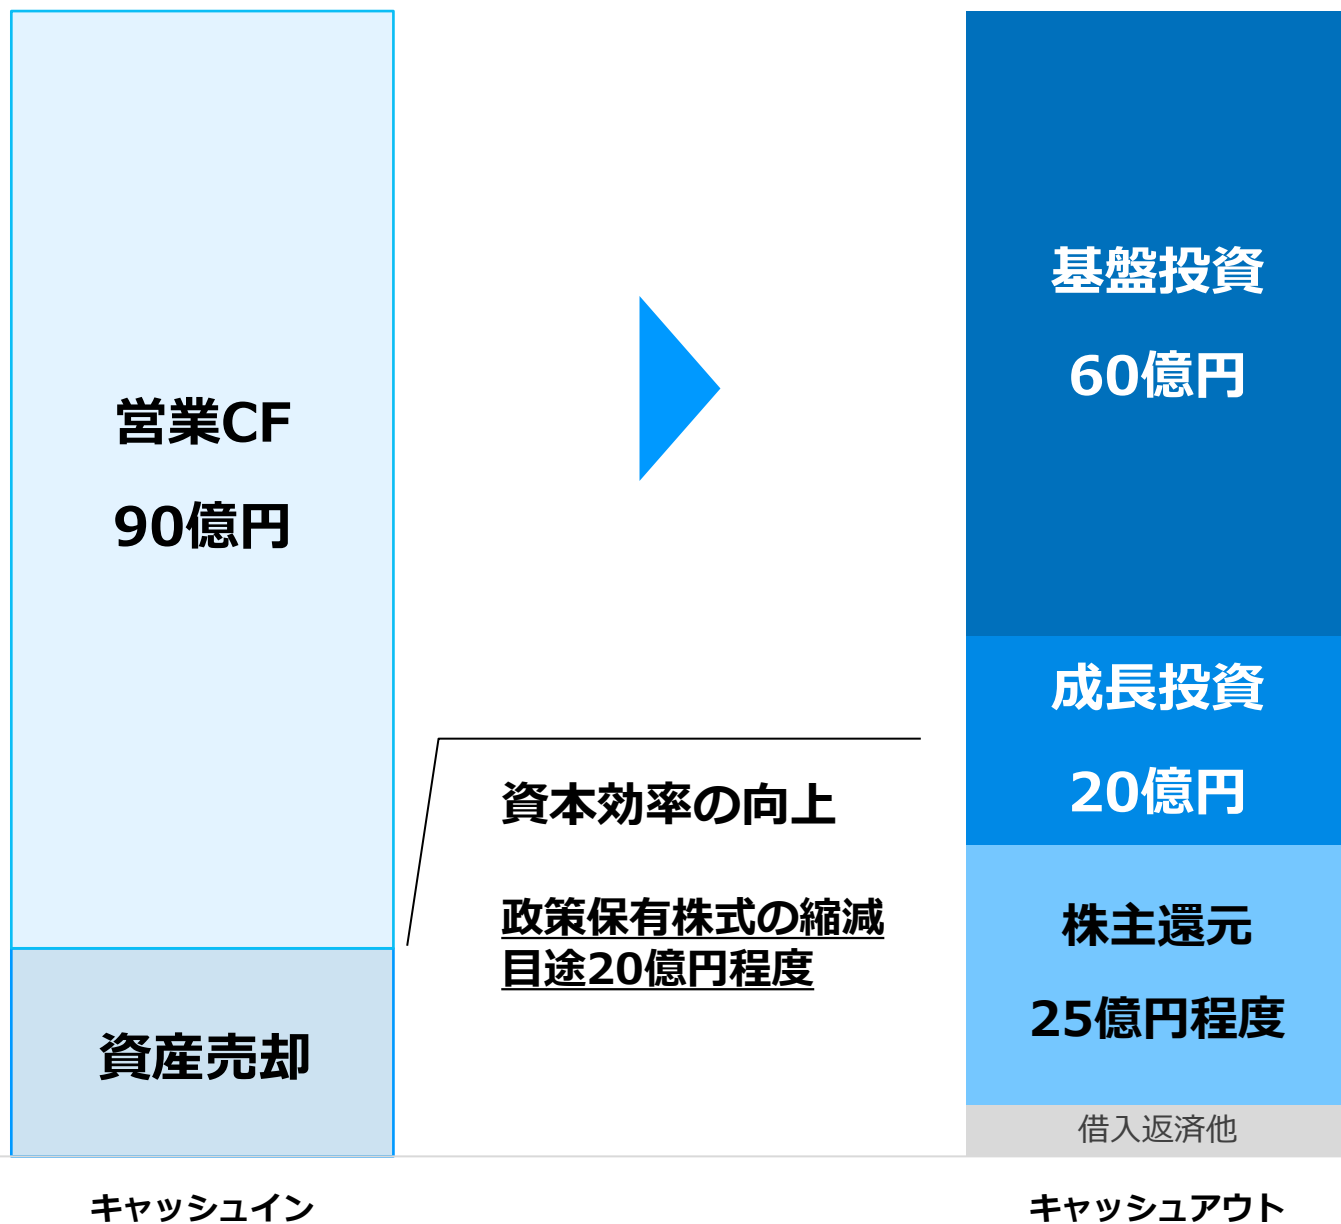 営業CF
90億円
資産売却
キャッシュイン
資本効率の向上
政策保有株式の縮減
目途20億円程度
基盤投資
60億円
成長投資
20億円
株主還元
25億円程度
借入返済他
キャッシュアウト